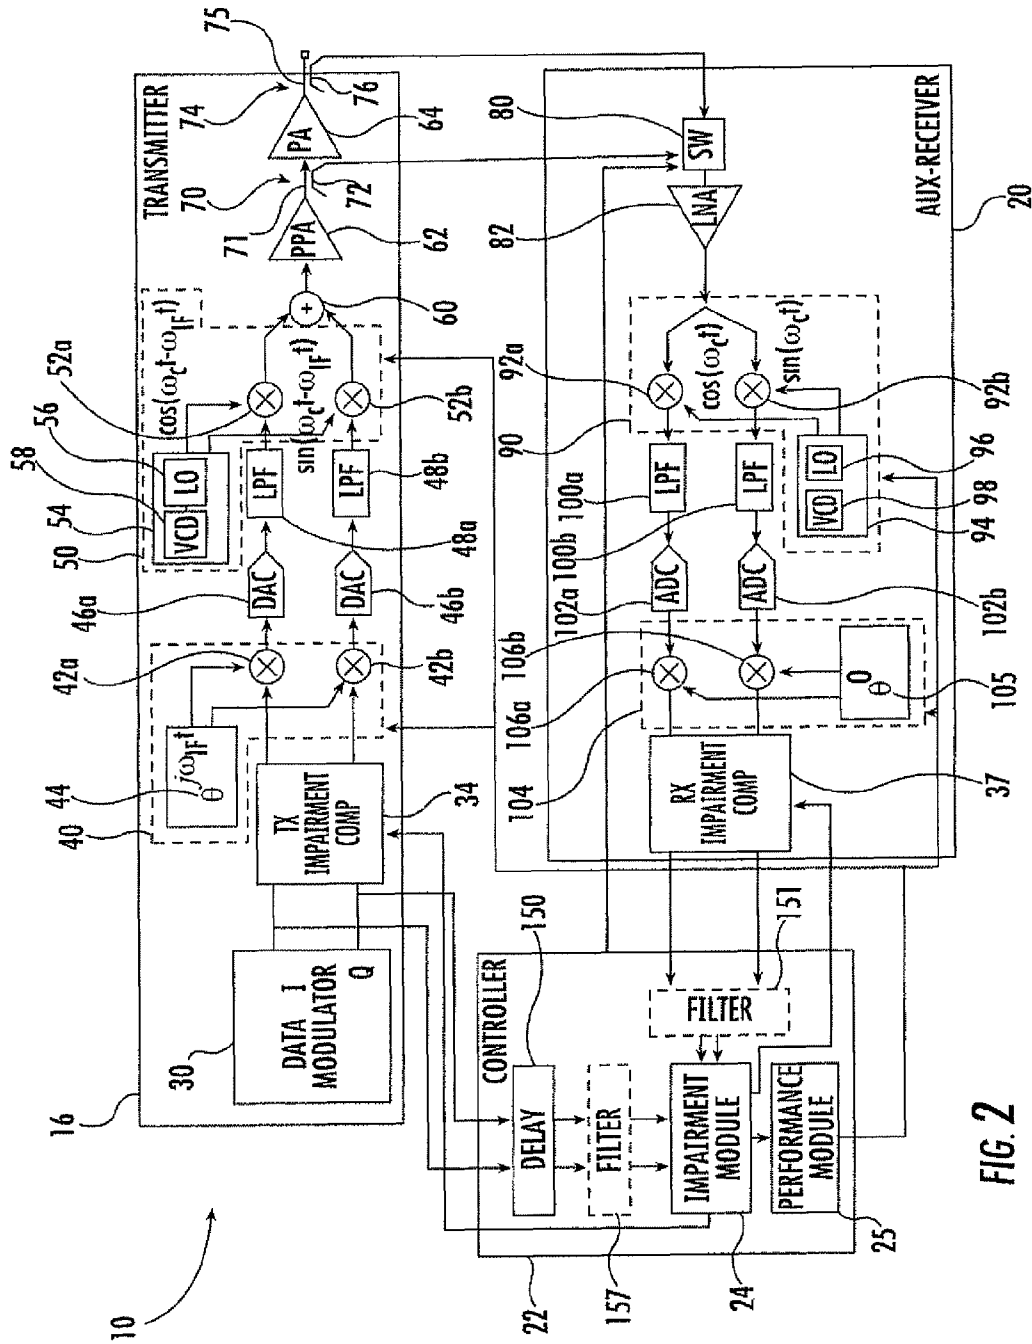 10
16
TRANSMITTER
30
DATA I
MODULATOR
Q
TX
IMPAIRMENT
COMP
34
40
44
θ jωIFt
42a
42b
46a
DAC
DAC
46b
50
54
58
56
52a
VCD
LO
cos(ωct-ωIFt)
LPF
48a
sin(ωct-ωIFt)
LPF
48b
52b
+
60
PPA
62
70
71
72
PA
64
74
75
76
AUX-RECEIVER
20
80
SW
82
LNA
90
92a
cos(ωct)
sin(ωct)
92b
LPF
100a
LPF
100b
VCD
LO
96
98
94
ADC
102a
ADC
102b
104
106a
106b
θ 0
105
RX
IMPAIRMENT
COMP
37
CONTROLLER
22
150
DELAY
FILTER
157
FILTER
151
IMPAIRMENT
MODULE
24
PERFORMANCE
MODULE
25
FIG. 2